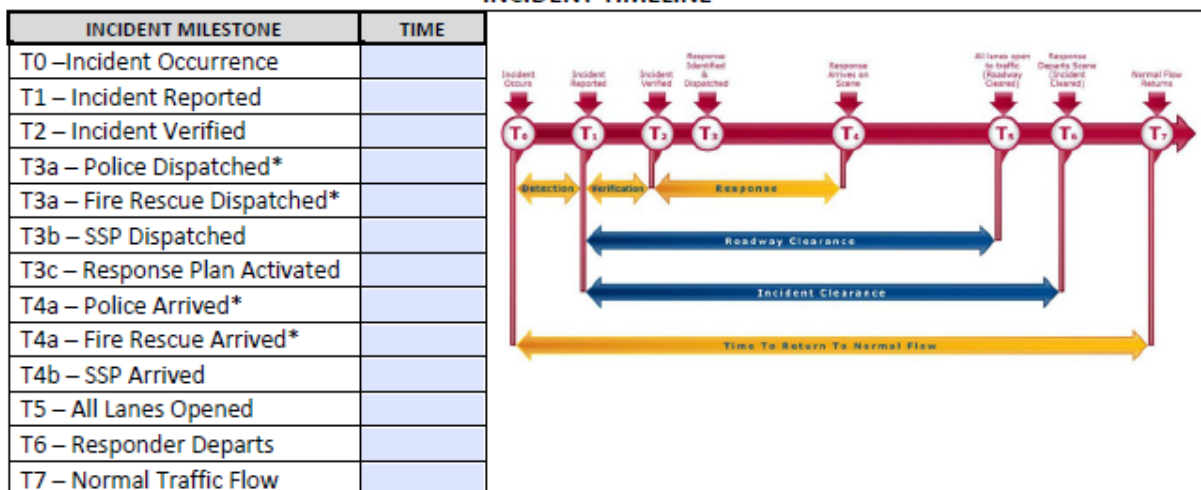 INCIDENT TIMELINE
INCIDENT MILESTONE TIME
T0 –Incident Occurrence
T1 – Incident Reported
T2 – Incident Verified
T3a – Police Dispatched*
T3a – Fire Rescue Dispatched*
T3b – SSP Dispatched
T3c – Response Plan Activated
T4a – Police Arrived*
T4a – Fire Rescue Arrived*
T4b – SSP Arrived
T5 – All Lanes Opened
T6 – Responder Departs
T7 – Normal Traffic Flow
Incident
Occurs
Incident
Reported
Incident
Verified
Response
Identified
&
Dispatched
Response
Arrives on
Scene
All lanes open
to traffic
(Roadway
Cleared)
Response
Departs Scene
(Incident
Cleared)
Normal Flow
Returns
T0 T1 T2 T3 T4 T5 T6 T7
Detection Verification Response
Roadway Clearance
Incident Clearance
Time To Return To Normal Flow